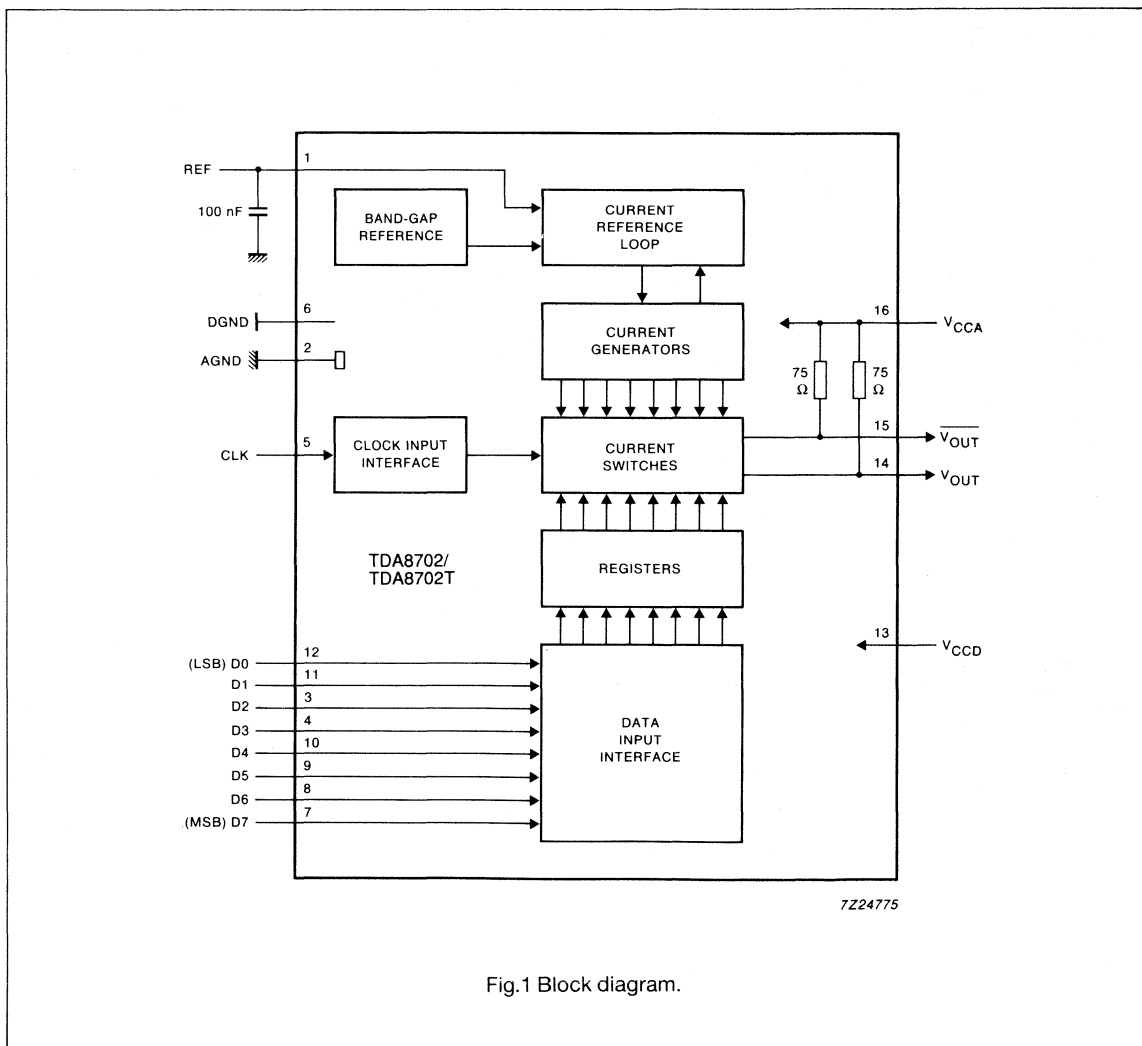 REF
1
100 nF
BAND-GAP
REFERENCE
CURRENT
REFERENCE
LOOP
DGND
6
AGND
2
CURRENT
GENERATORS
16
V_CCA
75
Ω
75
Ω
CLK
5
CLOCK INPUT
INTERFACE
CURRENT
SWITCHES
15
V̅_O̅U̅T̅
14
V_OUT
TDA8702/
TDA8702T
REGISTERS
13
V_CCD
(LSB) D0
12
D1
11
D2
3
D3
4
D4
10
D5
9
D6
8
(MSB) D7
7
DATA
INPUT
INTERFACE
7Z24775
Fig.1 Block diagram.